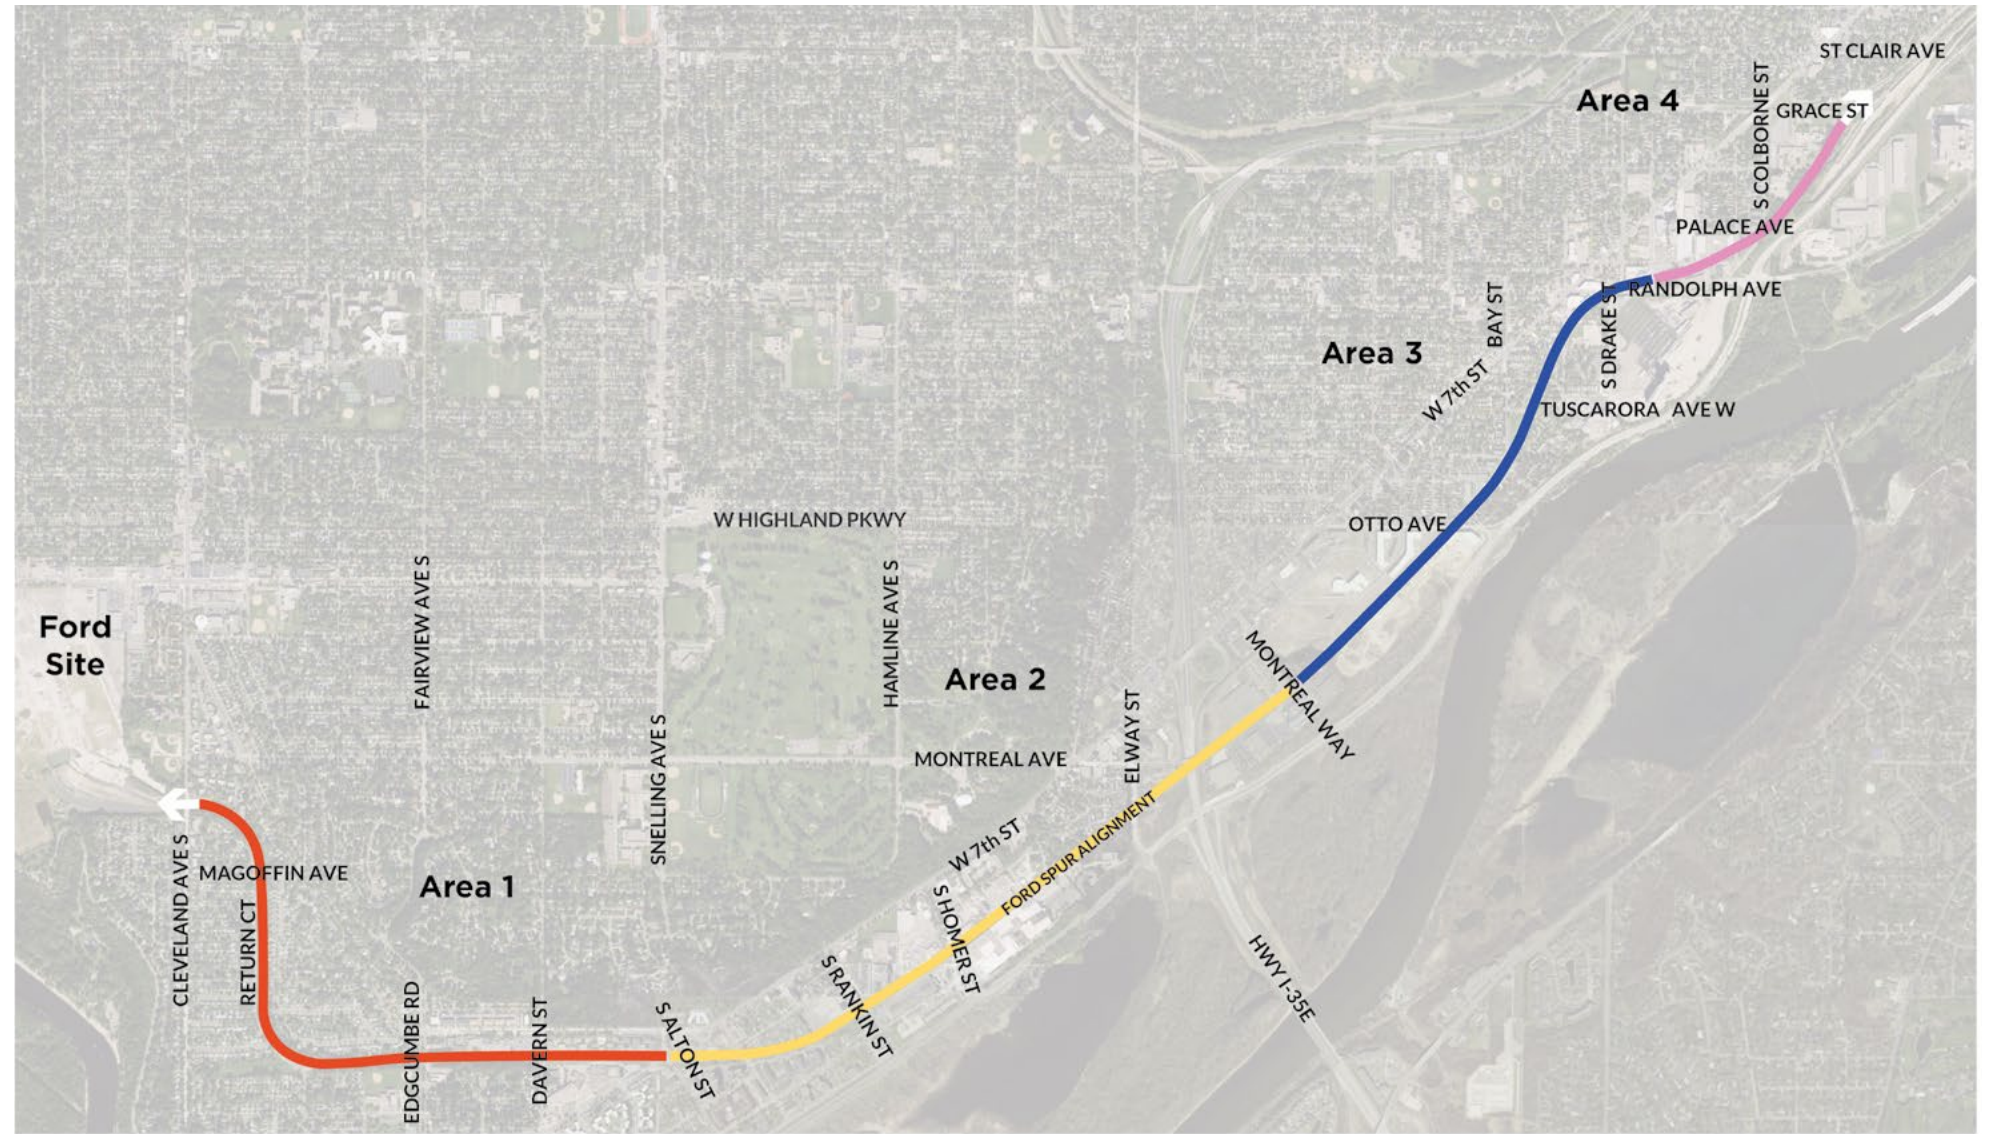 ST CLAIR AVE
Area 4
S COLBORNE ST
GRACE ST
PALACE AVE
RANDOLPH AVE
BAY ST
S DRAKE ST
Area 3
W 7th ST
TUSCARORA AVE W
W HIGHLAND PKWY
OTTO AVE
FAIRVIEW AVE S
HAMLINE AVE S
Ford
Site
MONTREAL WAY
Area 2
ELWAY ST
SNELLING AVE S
MONTREAL AVE
FORD SPUR ALIGNMENT
W 7th ST
CLEVELAND AVE S
MAGOFFIN AVE
Area 1
RETURN CT
S HOMER ST
S RANKIN ST
HWY I-35E
EDGCUMBE RD
DAVERN ST
S ALTON ST